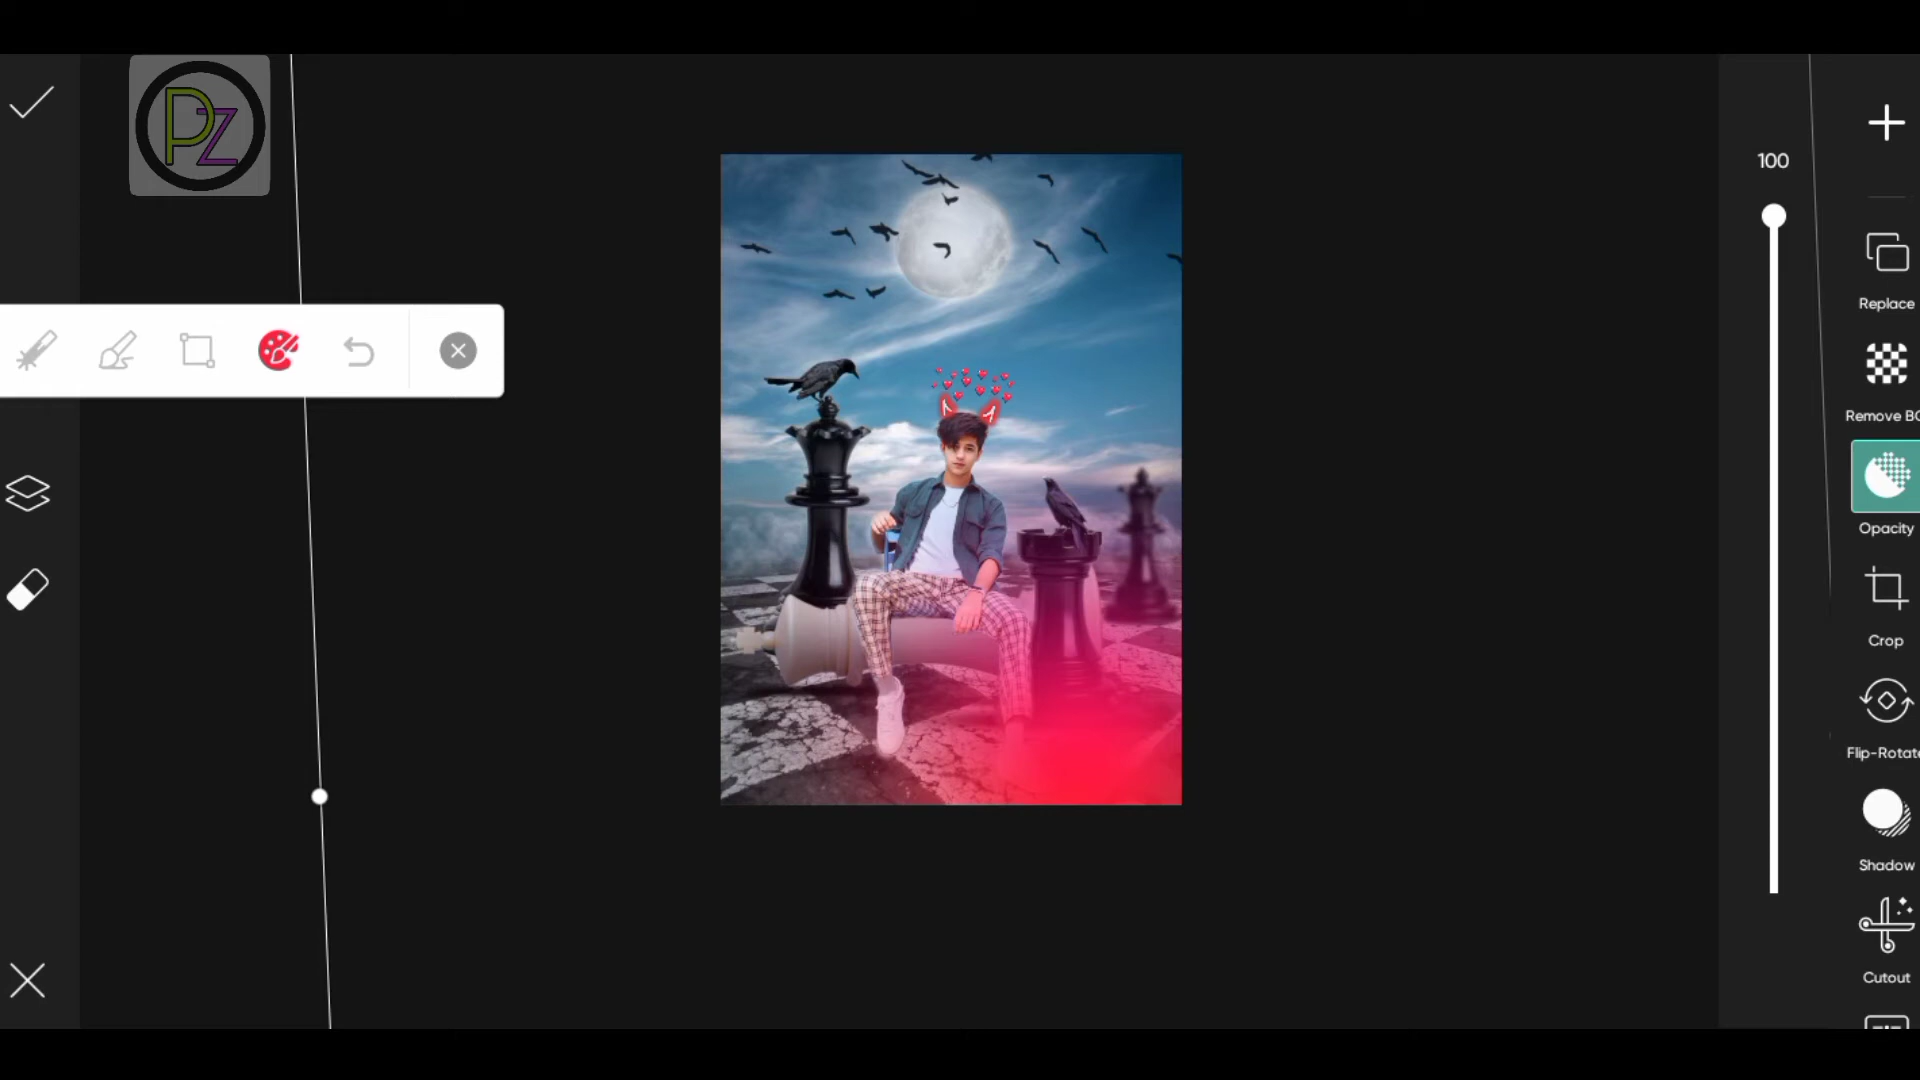 PZ
100
Replace
Remove BG
Opacity
Crop
Flip-Rotate
Shadow
Cutout